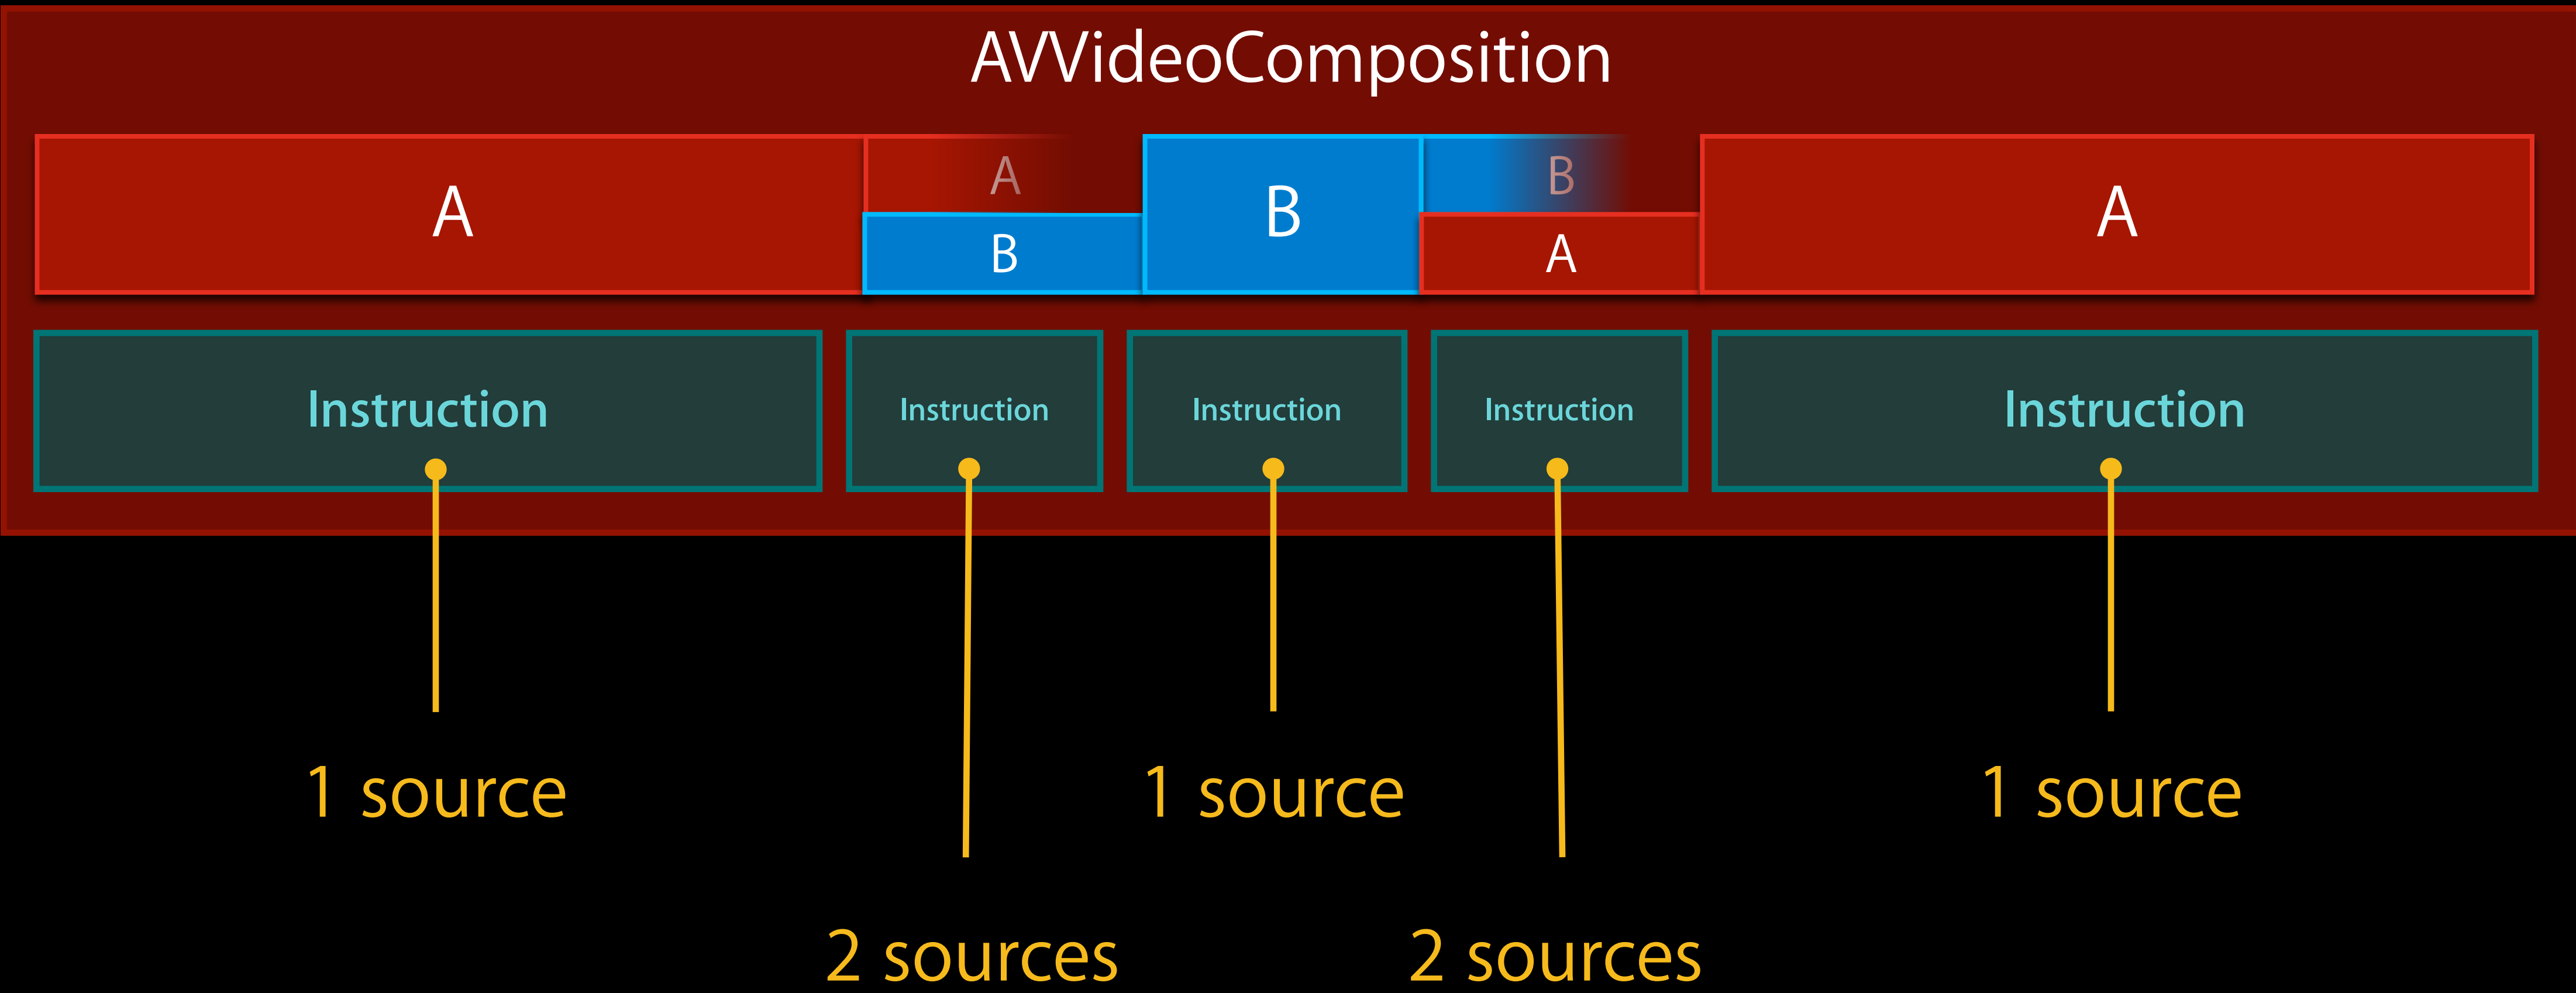 AVVideoComposition
A
A
B
B
B
A
A
Instruction
Instruction
Instruction
Instruction
Instruction
1 source
1 source
1 source
2 sources
2 sources